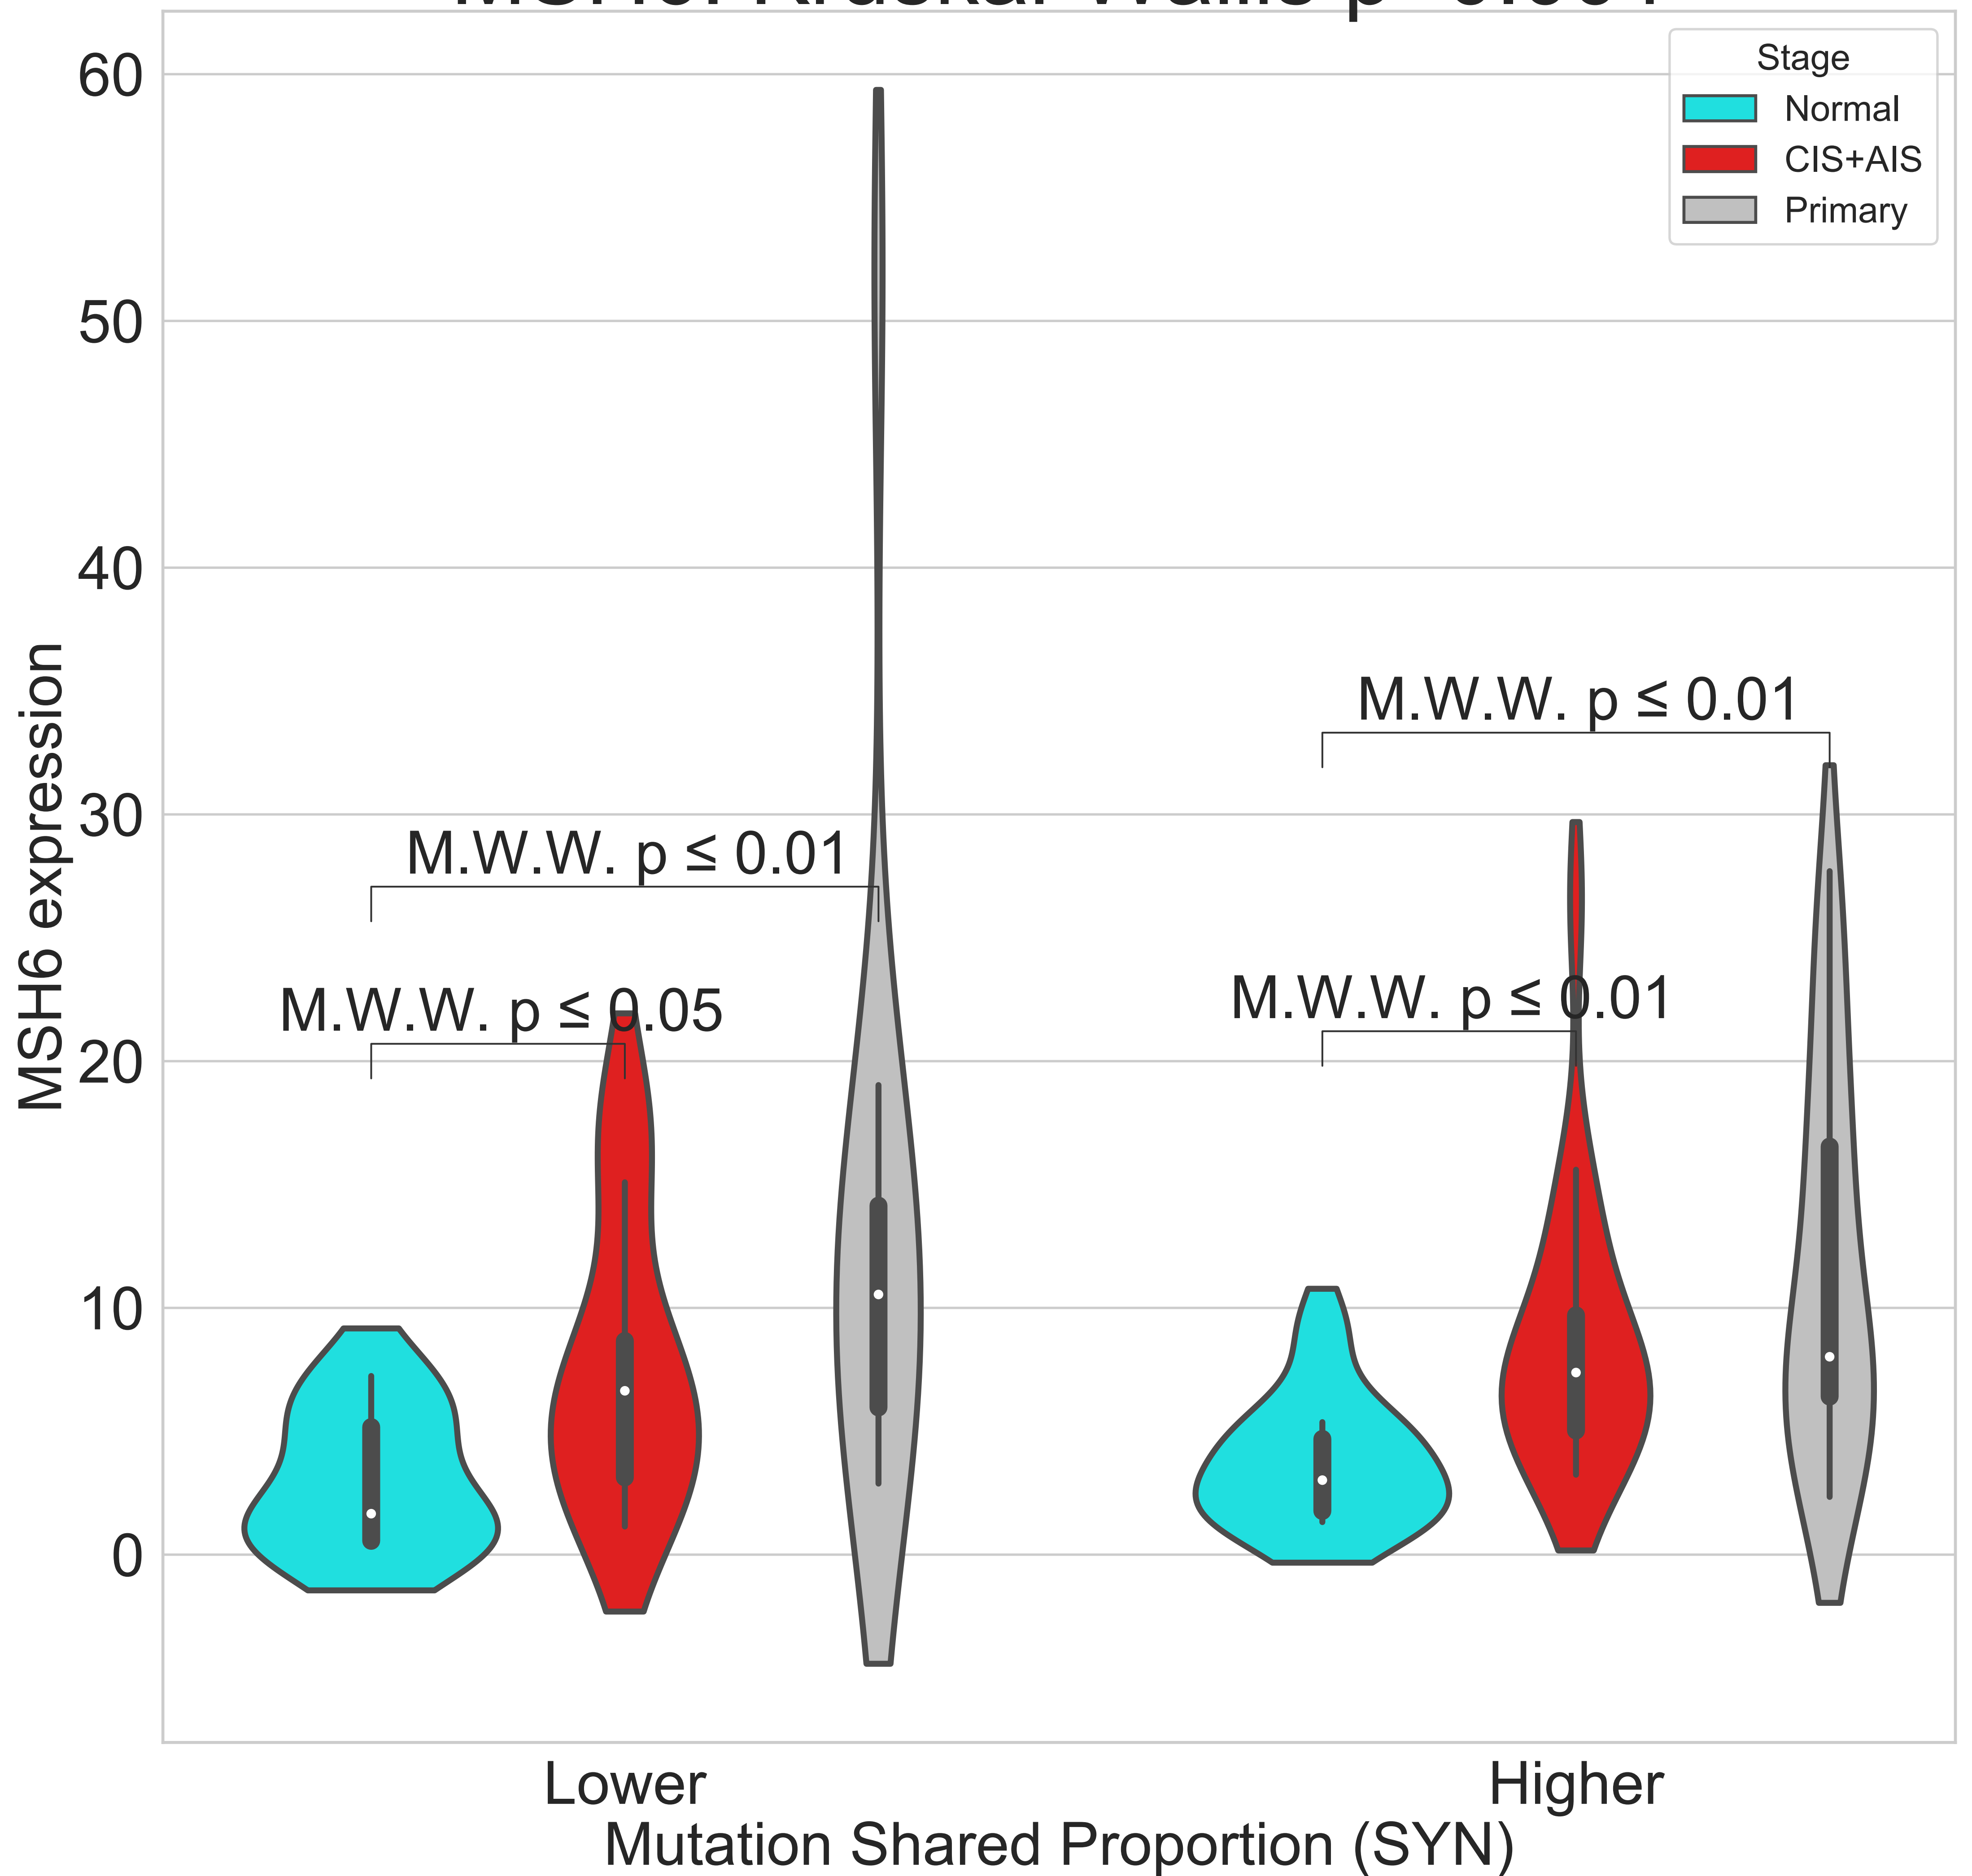 60
50
40
30
20
10
0
MSH6 expression
Stage
Normal
CIS+AIS
Primary
M.W.W. p ≤ 0.01
M.W.W. p ≤ 0.01
M.W.W. p ≤ 0.05
M.W.W. p ≤ 0.01
Lower
Higher
Mutation Shared Proportion (SYN)